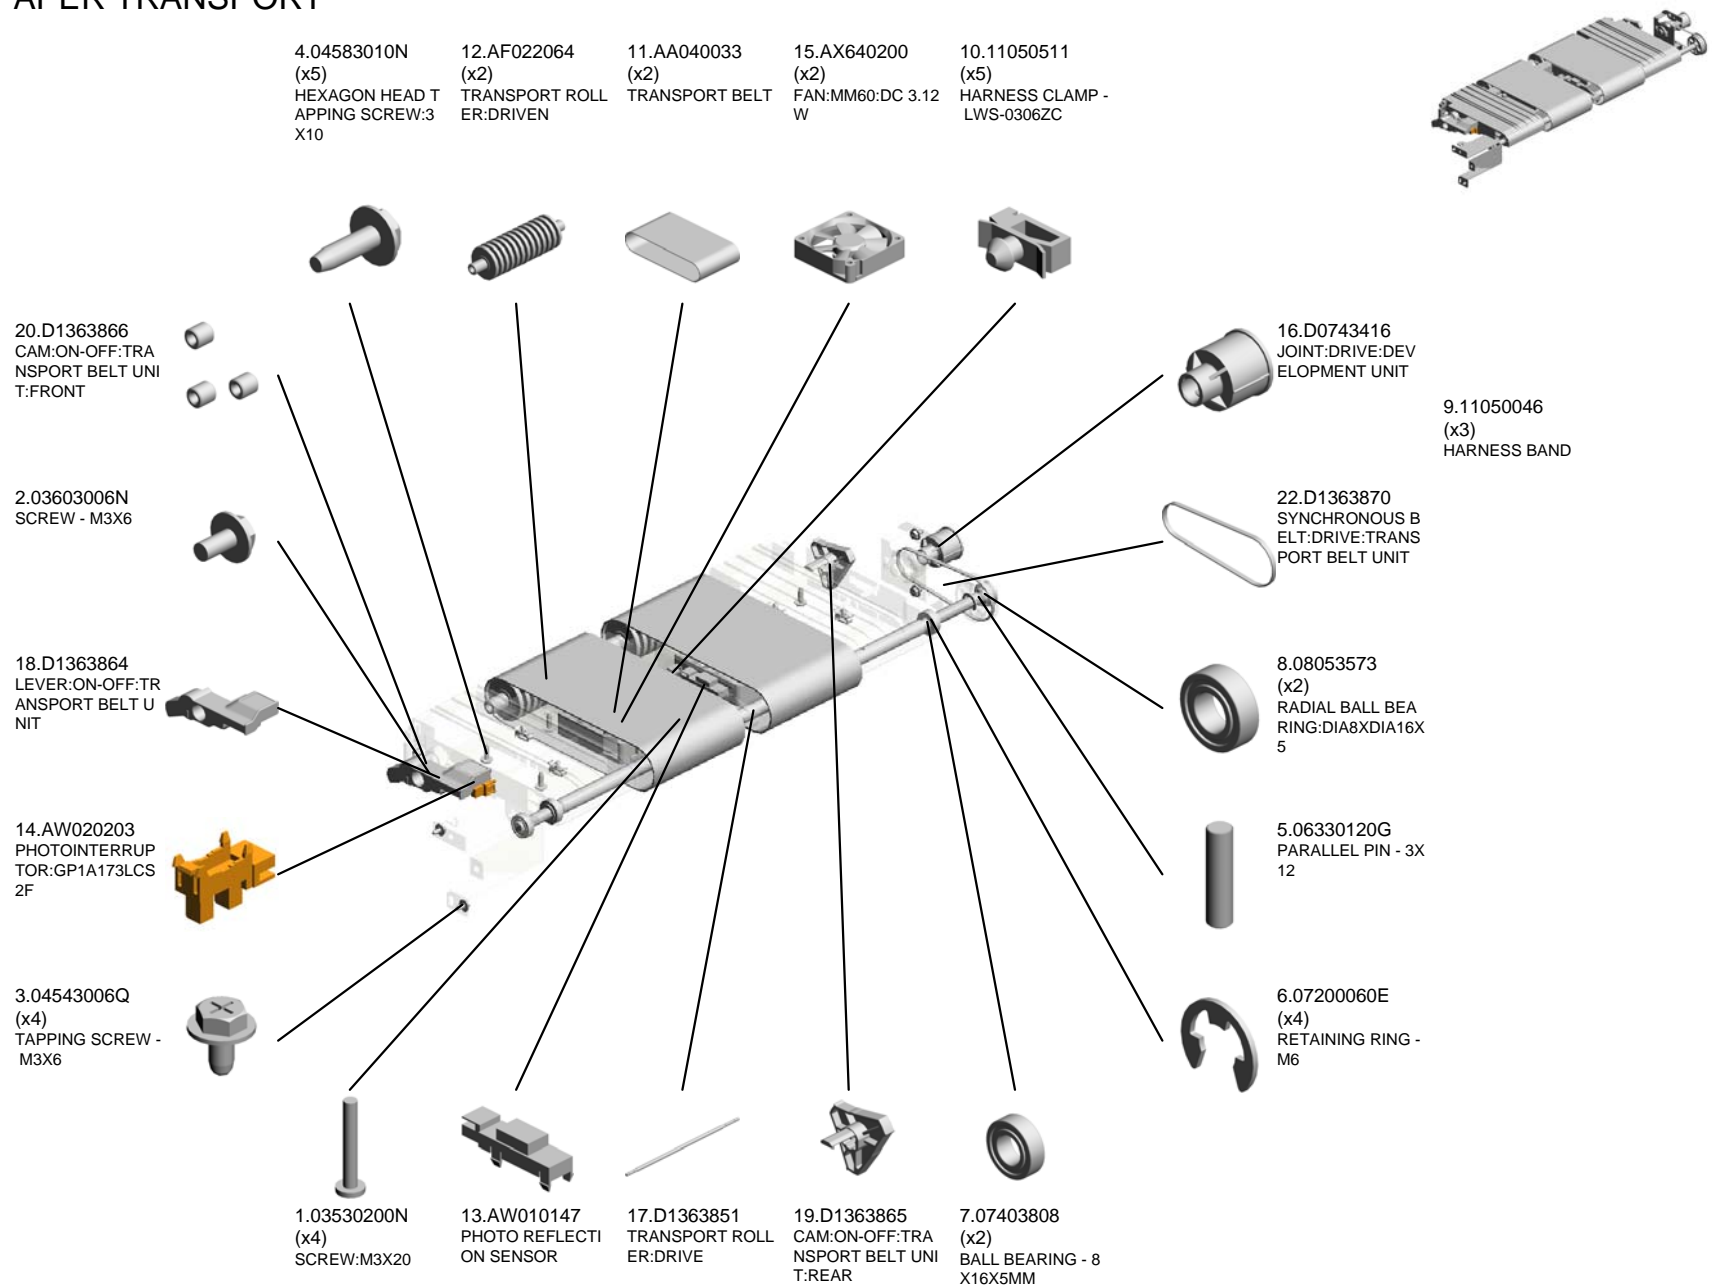 APER TRANSPORT
4.04583010N
(x5)
HEXAGON HEAD T
APPING SCREW:3
X10
12.AF022064
(x2)
TRANSPORT ROLL
ER:DRIVEN
11.AA040033
(x2)
TRANSPORT BELT
15.AX640200
(x2)
FAN:MM60:DC 3.12
W
10.11050511
(x5)
HARNESS CLAMP -
LWS-0306ZC
20.D1363866
CAM:ON-OFF:TRA
NSPORT BELT UNI
T:FRONT
16.D0743416
JOINT:DRIVE:DEV
ELOPMENT UNIT
9.11050046
(x3)
HARNESS BAND
2.03603006N
SCREW - M3X6
22.D1363870
SYNCHRONOUS B
ELT:DRIVE:TRANS
PORT BELT UNIT
18.D1363864
LEVER:ON-OFF:TR
ANSPORT BELT U
NIT
8.08053573
(x2)
RADIAL BALL BEA
RING:DIA8XDIA16X
5
14.AW020203
PHOTOINTERRUP
TOR:GP1A173LCS
2F
5.06330120G
PARALLEL PIN - 3X
12
3.04543006Q
(x4)
TAPPING SCREW -
M3X6
6.07200060E
(x4)
RETAINING RING -
M6
1.03530200N
(x4)
SCREW:M3X20
13.AW010147
PHOTO REFLECTI
ON SENSOR
17.D1363851
TRANSPORT ROLL
ER:DRIVE
19.D1363865
CAM:ON-OFF:TRA
NSPORT BELT UNI
T:REAR
7.07403808
(x2)
BALL BEARING - 8
X16X5MM